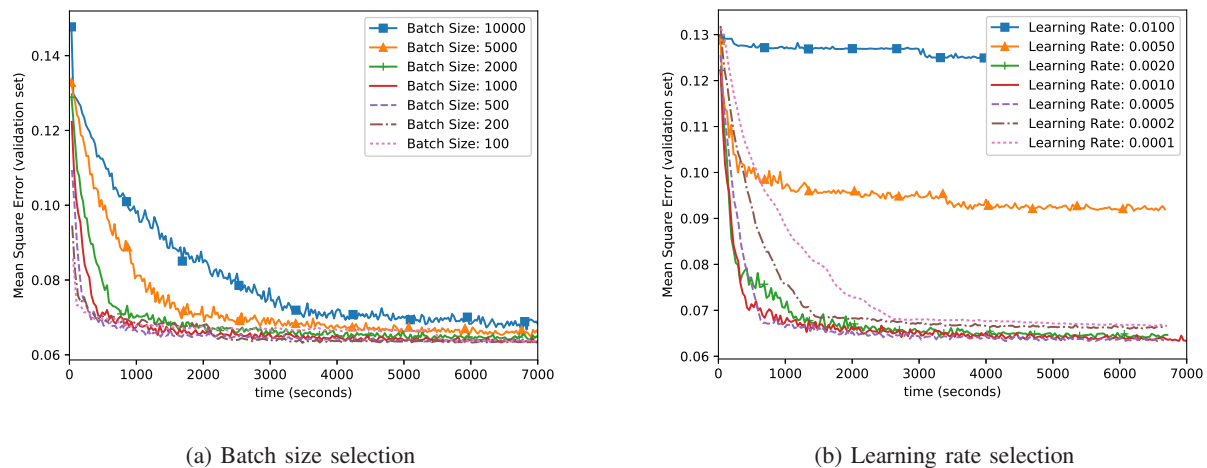 0.14
0.12
0.10
0.08
0.06
Mean Square Error (validation set)
0 1000 2000 3000 4000 5000 6000 7000
time (seconds)
Batch Size: 10000
Batch Size: 5000
Batch Size: 2000
Batch Size: 1000
Batch Size: 500
Batch Size: 200
Batch Size: 100
(a) Batch size selection
0.13
0.12
0.11
0.10
0.09
0.08
0.07
0.06
Mean Square Error (validation set)
0 1000 2000 3000 4000 5000 6000 7000
time (seconds)
Learning Rate: 0.0100
Learning Rate: 0.0050
Learning Rate: 0.0020
Learning Rate: 0.0010
Learning Rate: 0.0005
Learning Rate: 0.0002
Learning Rate: 0.0001
(b) Learning rate selection